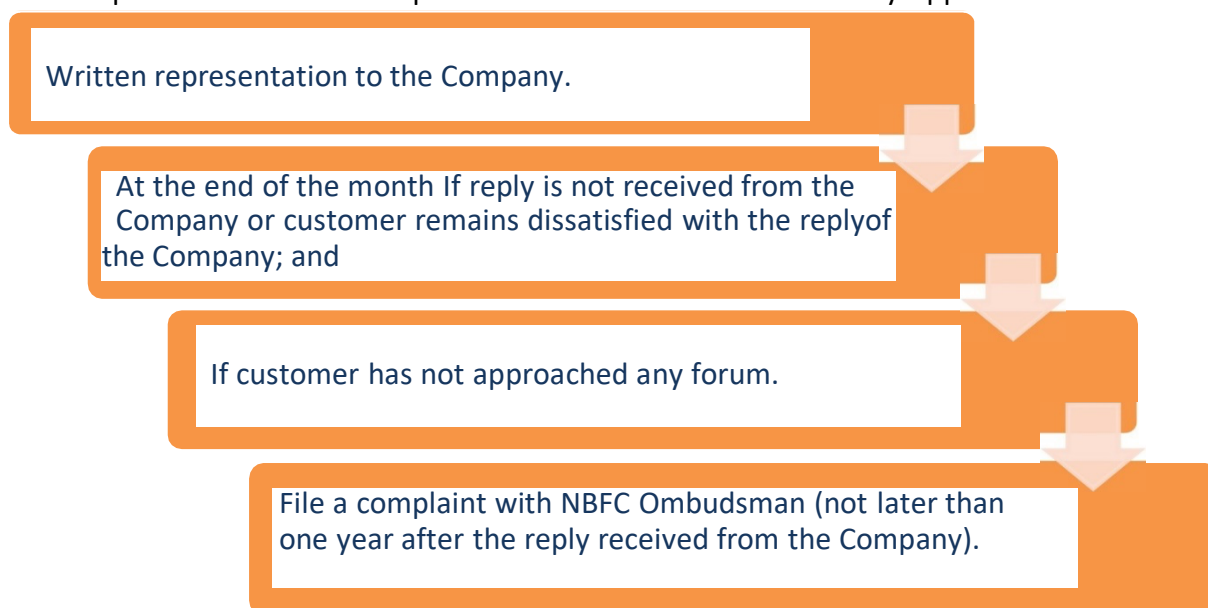 Written representation to the Company.
At the end of the month If reply is not received from the
Company or customer remains dissatisfied with the replyof
the Company; and
If customer has not approached any forum.
File a complaint with NBFC Ombudsman (not later than
one year after the reply received from the Company).